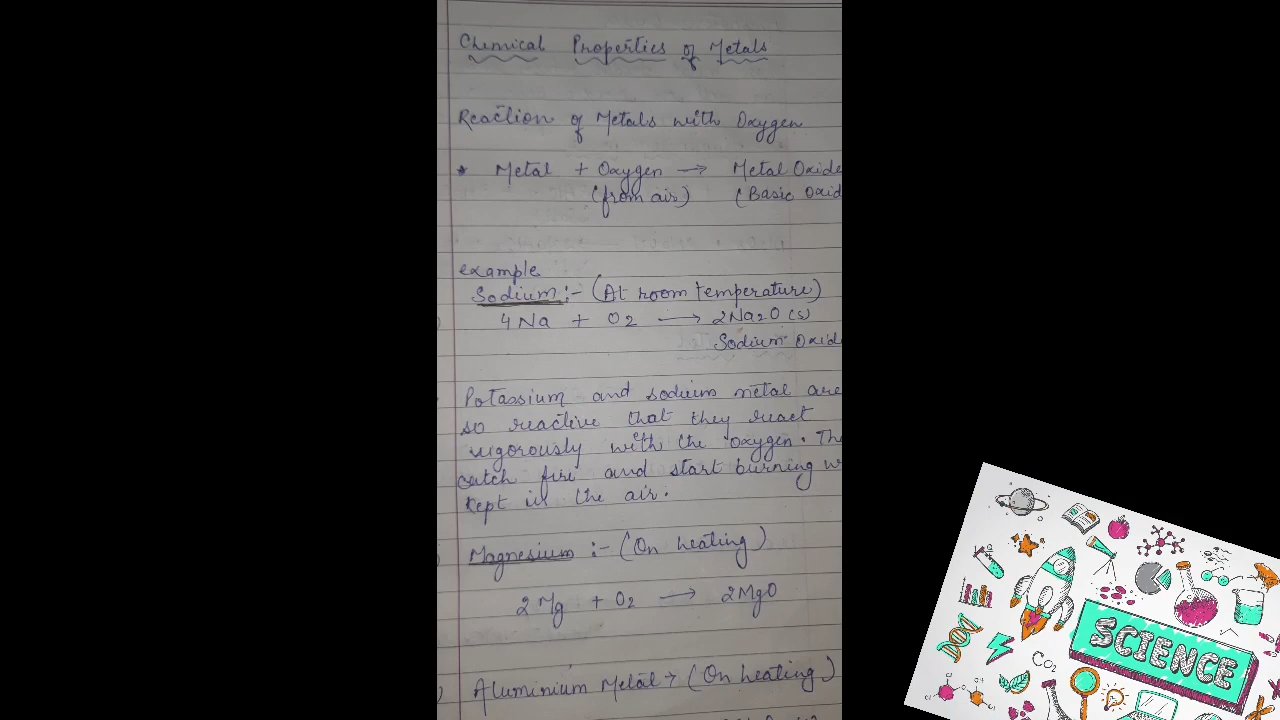 Chemical Properties of Metals
Reaction of Metals with Oxygen
* Metal + Oxygen → Metal Oxide
(from air) (Basic Oxid
example
Sodium :- (At room temperature)
4Na + O2 → 2Na2O (s)
Sodium Oxid
Potassium and sodium metal are
so reactive that they react
vigorously with the oxygen. The
catch fire and start burning w
kept in the air.
Magnesium :- (On heating)
2Mg + O2 → 2MgO
Aluminium Metal → (On heating)
SCIENCE
CO2